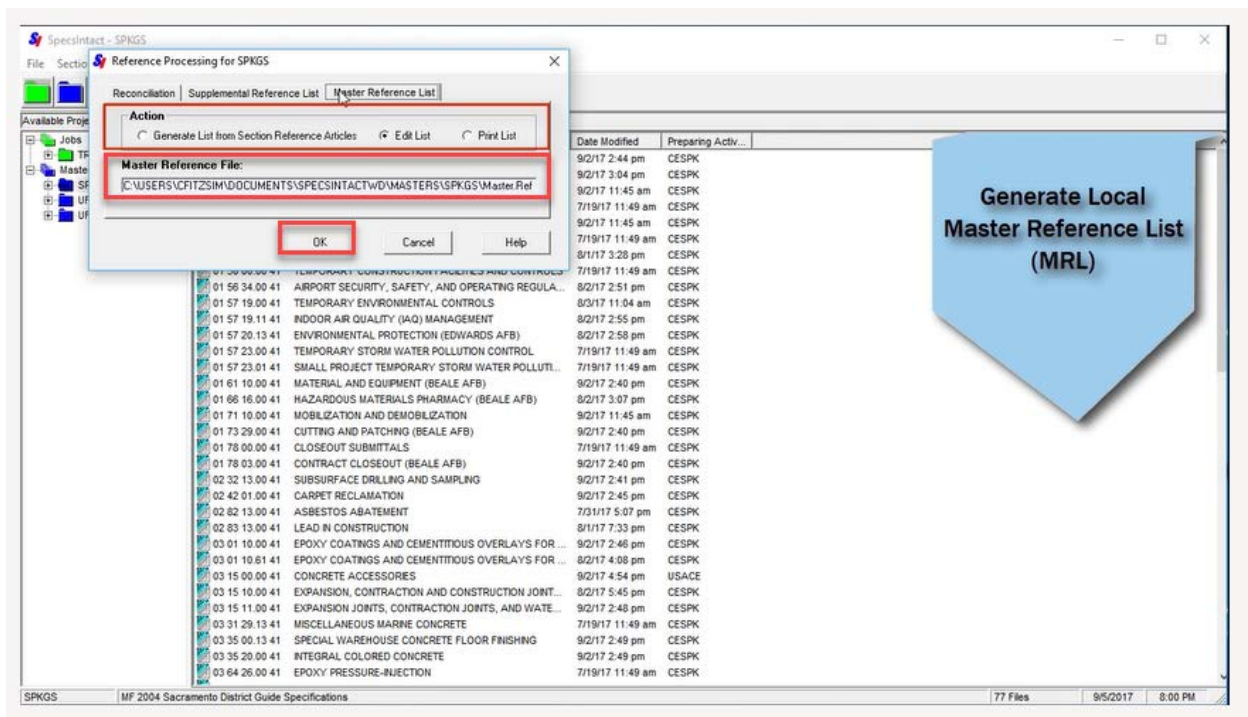 SpecsIntact - SPKGS
File Sectio
Reference Processing for SPKGS
Reconciliation Supplemental Reference List Master Reference List
Action
Generate List from Section Reference Articles Edit List Print List
Master Reference File:
C:\USERS\CFITZSIM\DOCUMENTS\SPECSINTACTWD\MASTERS\SPKGS\Master.Ref
OK Cancel Help
Available Proje
Jobs
TR
Maste
SP
UF
UF
Date Modified Preparing Activ...
9/2/17 2:44 pm CESPK
9/2/17 3:04 pm CESPK
9/2/17 11:45 am CESPK
7/19/17 11:49 am CESPK
9/2/17 11:45 am CESPK
7/19/17 11:49 am CESPK
8/1/17 3:28 pm CESPK
01 50 00.00 41 TEMPORARY CONSTRUCTION FACILITIES AND CONTROLS 7/19/17 11:49 am CESPK
01 56 34.00 41 AIRPORT SECURITY, SAFETY, AND OPERATING REGULA... 8/2/17 2:51 pm CESPK
01 57 19.00 41 TEMPORARY ENVIRONMENTAL CONTROLS 8/3/17 11:04 am CESPK
01 57 19.11 41 INDOOR AIR QUALITY (IAQ) MANAGEMENT 8/2/17 2:55 pm CESPK
01 57 20.13 41 ENVIRONMENTAL PROTECTION (EDWARDS AFB) 8/2/17 2:58 pm CESPK
01 57 23.00 41 TEMPORARY STORM WATER POLLUTION CONTROL 7/19/17 11:49 am CESPK
01 57 23.01 41 SMALL PROJECT TEMPORARY STORM WATER POLLUTI... 7/19/17 11:49 am CESPK
01 61 10.00 41 MATERIAL AND EQUIPMENT (BEALE AFB) 9/2/17 2:40 pm CESPK
01 66 16.00 41 HAZARDOUS MATERIALS PHARMACY (BEALE AFB) 8/2/17 3:07 pm CESPK
01 71 10.00 41 MOBILIZATION AND DEMOBILIZATION 9/2/17 11:45 am CESPK
01 73 29.00 41 CUTTING AND PATCHING (BEALE AFB) 9/2/17 2:40 pm CESPK
01 78 00.00 41 CLOSEOUT SUBMITTALS 7/19/17 11:49 am CESPK
01 78 03.00 41 CONTRACT CLOSEOUT (BEALE AFB) 9/2/17 2:40 pm CESPK
02 32 13.00 41 SUBSURFACE DRILLING AND SAMPLING 9/2/17 2:41 pm CESPK
02 42 01.00 41 CARPET RECLAMATION 9/2/17 2:45 pm CESPK
02 82 13.00 41 ASBESTOS ABATEMENT 7/31/17 5:07 pm CESPK
02 83 13.00 41 LEAD IN CONSTRUCTION 8/1/17 7:33 pm CESPK
03 01 10.00 41 EPOXY COATINGS AND CEMENTITIOUS OVERLAYS FOR ... 9/2/17 2:46 pm CESPK
03 01 10.61 41 EPOXY COATINGS AND CEMENTITIOUS OVERLAYS FOR ... 8/2/17 4:08 pm CESPK
03 15 00.00 41 CONCRETE ACCESSORIES 9/2/17 4:54 pm USACE
03 15 10.00 41 EXPANSION, CONTRACTION AND CONSTRUCTION JOINT... 8/2/17 5:45 pm CESPK
03 15 11.00 41 EXPANSION JOINTS, CONTRACTION JOINTS, AND WATE... 9/2/17 2:48 pm CESPK
03 31 29.13 41 MISCELLANEOUS MARINE CONCRETE 7/19/17 11:49 am CESPK
03 35 00.13 41 SPECIAL WAREHOUSE CONCRETE FLOOR FINISHING 9/2/17 2:49 pm CESPK
03 35 20.00 41 INTEGRAL COLORED CONCRETE 9/2/17 2:49 pm CESPK
03 64 26.00 41 EPOXY PRESSURE-INJECTION 7/19/17 11:49 am CESPK
Generate Local
Master Reference List
(MRL)
SPKGS MF 2004 Sacramento District Guide Specifications 77 Files 9/5/2017 8:00 PM